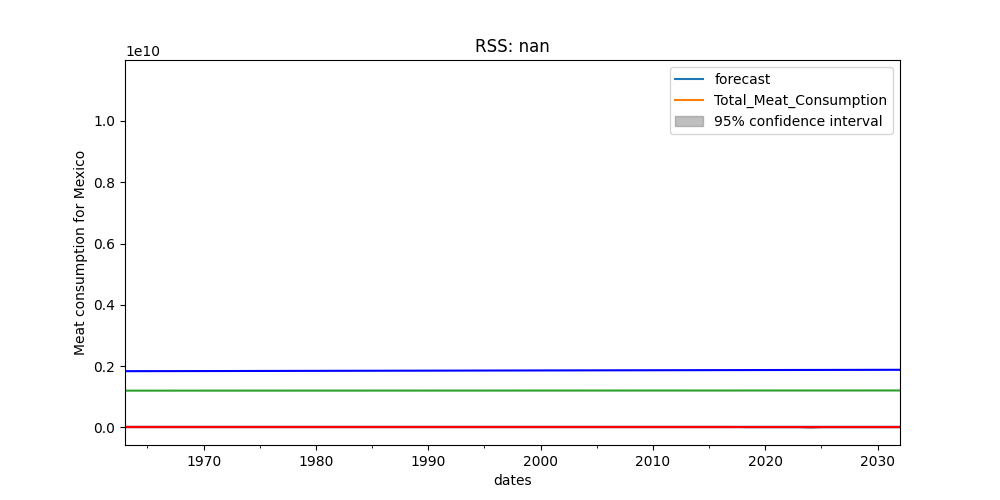 RSS: nan
1e10
forecast
Total_Meat_Consumption
95% confidence interval
Meat consumption for Mexico
1.0
0.8
0.6
0.4
0.2
0.0
1970 1980 1990 2000 2010 2020 2030
dates